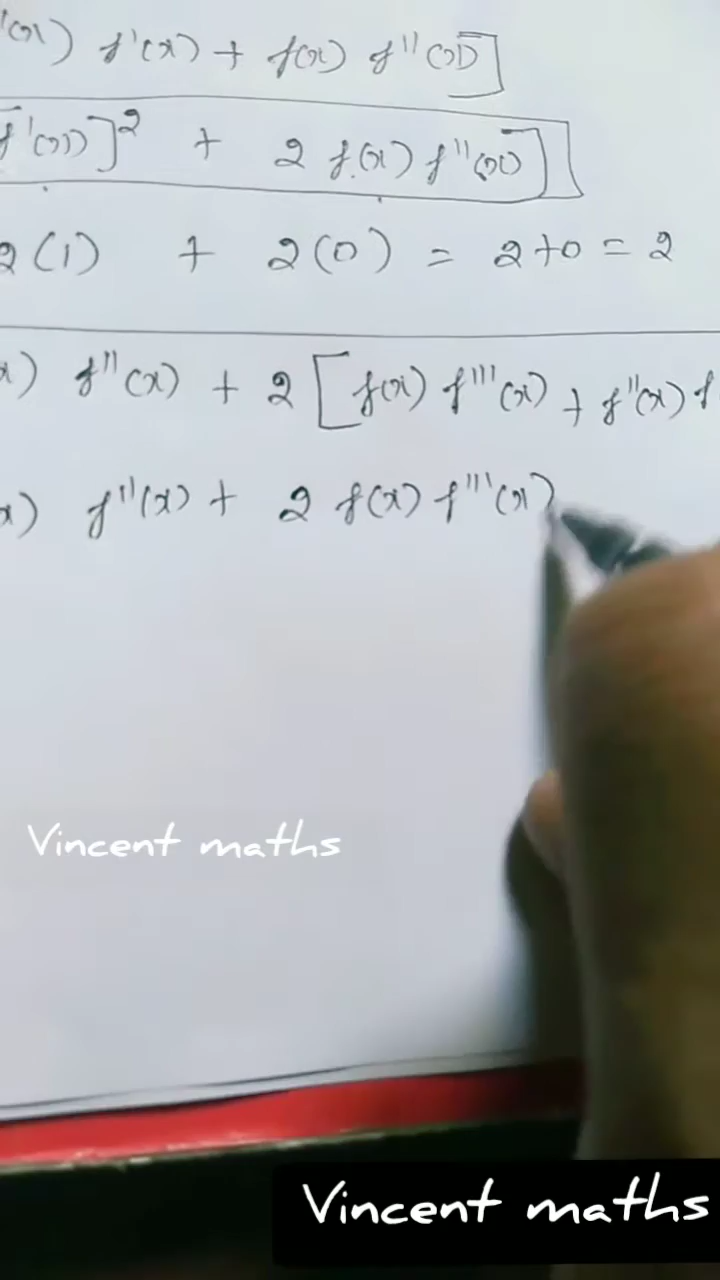 '(x) f'(x) + f(x) f''(x)]
f'(x)]² + 2 f(x) f''(x)]
2(1) + 2(0) = 2+0 = 2
x) f''(x) + 2 [f(x) f'''(x) + f''(x) f
x) f''(x) + 2 f(x) f'''(x)
Vincent maths
Vincent maths